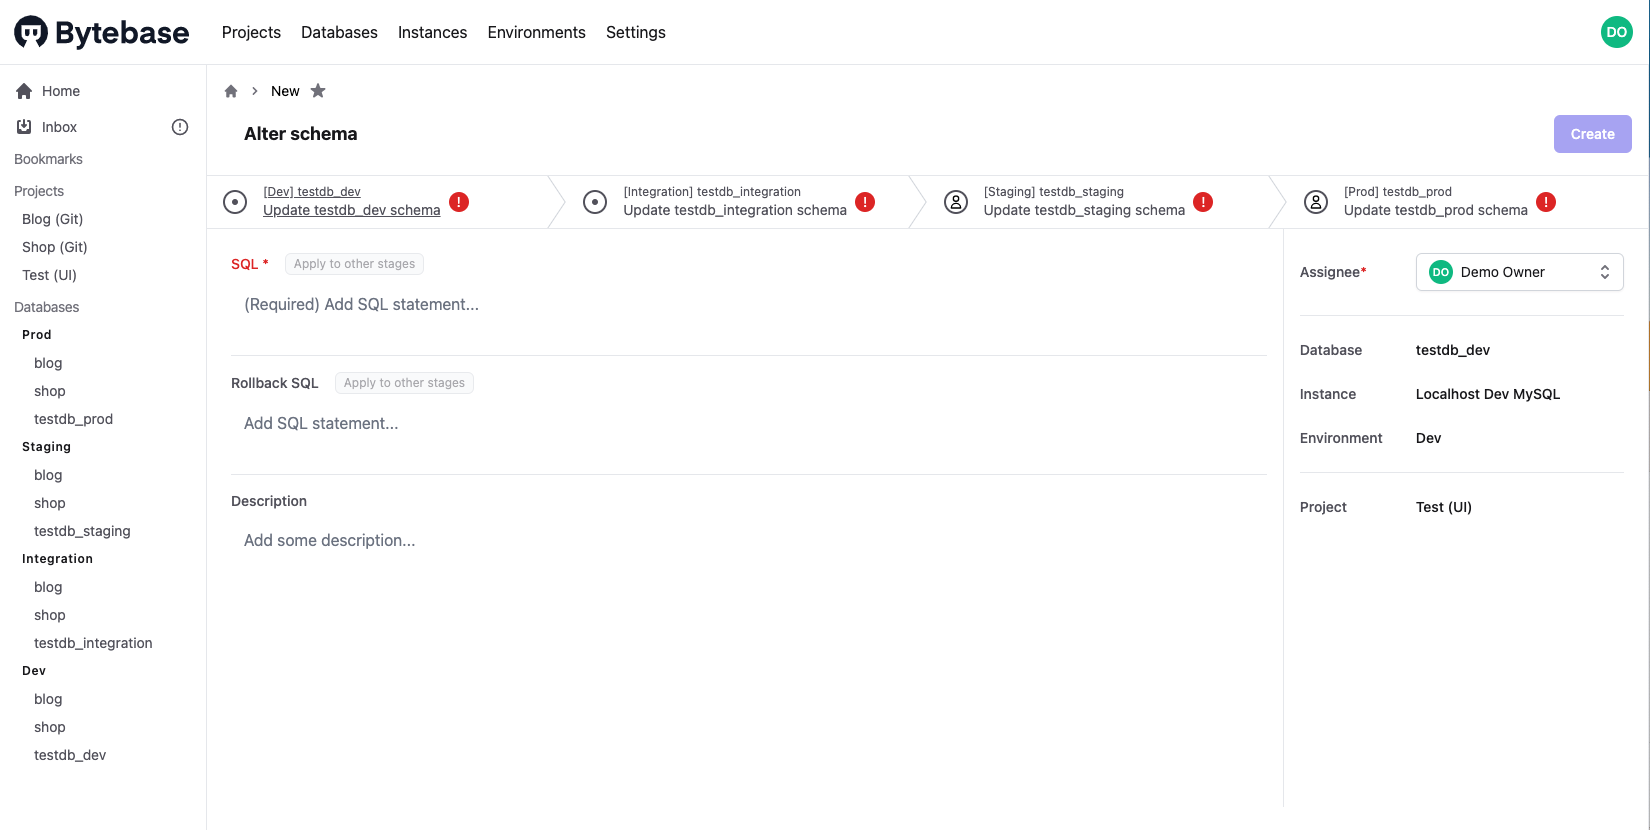 Bytebase
Projects Databases Instances Environments Settings
DO
Home
Inbox
Bookmarks
Projects
Blog (Git)
Shop (Git)
Test (UI)
Databases
Prod
blog
shop
testdb_prod
Staging
blog
shop
testdb_staging
Integration
blog
shop
testdb_integration
Dev
blog
shop
testdb_dev
New
Alter schema
Create
[Dev] testdb_dev
Update testdb_dev schema
!
[Integration] testdb_integration
Update testdb_integration schema
!
[Staging] testdb_staging
Update testdb_staging schema
!
[Prod] testdb_prod
Update testdb_prod schema
!
SQL * Apply to other stages
(Required) Add SQL statement...
Rollback SQL Apply to other stages
Add SQL statement...
Description
Add some description...
Assignee* DO Demo Owner
Database testdb_dev
Instance Localhost Dev MySQL
Environment Dev
Project Test (UI)